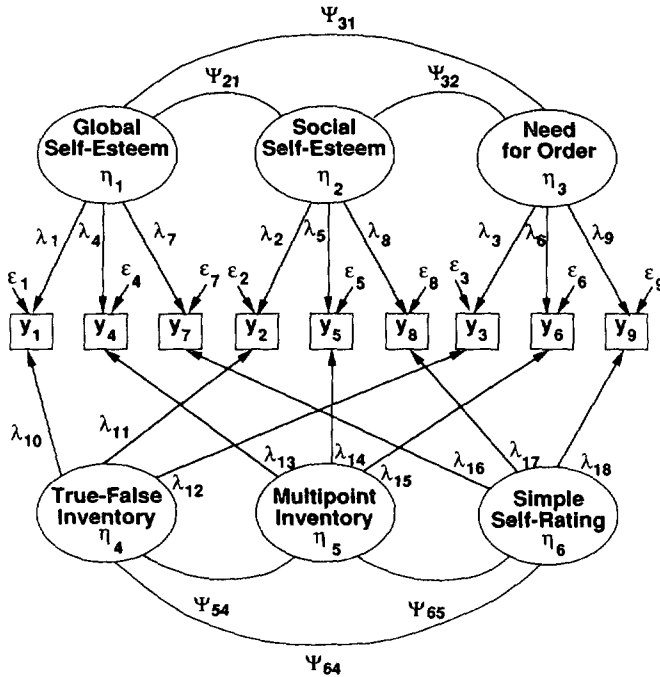 Ψ31
Ψ21
Ψ32
Global
Self-Esteem
η1
Social
Self-Esteem
η2
Need
for Order
η3
λ1
λ4
λ7
λ2
λ5
λ8
λ3
λ6
λ9
ε1
ε4
ε7
ε2
ε5
ε8
ε3
ε6
ε9
y1
y4
y7
y2
y5
y8
y3
y6
y9
λ10
λ11
λ12
λ13
λ14
λ15
λ16
λ17
λ18
True-False
Inventory
η4
Multipoint
Inventory
η5
Simple
Self-Rating
η6
Ψ54
Ψ65
Ψ64